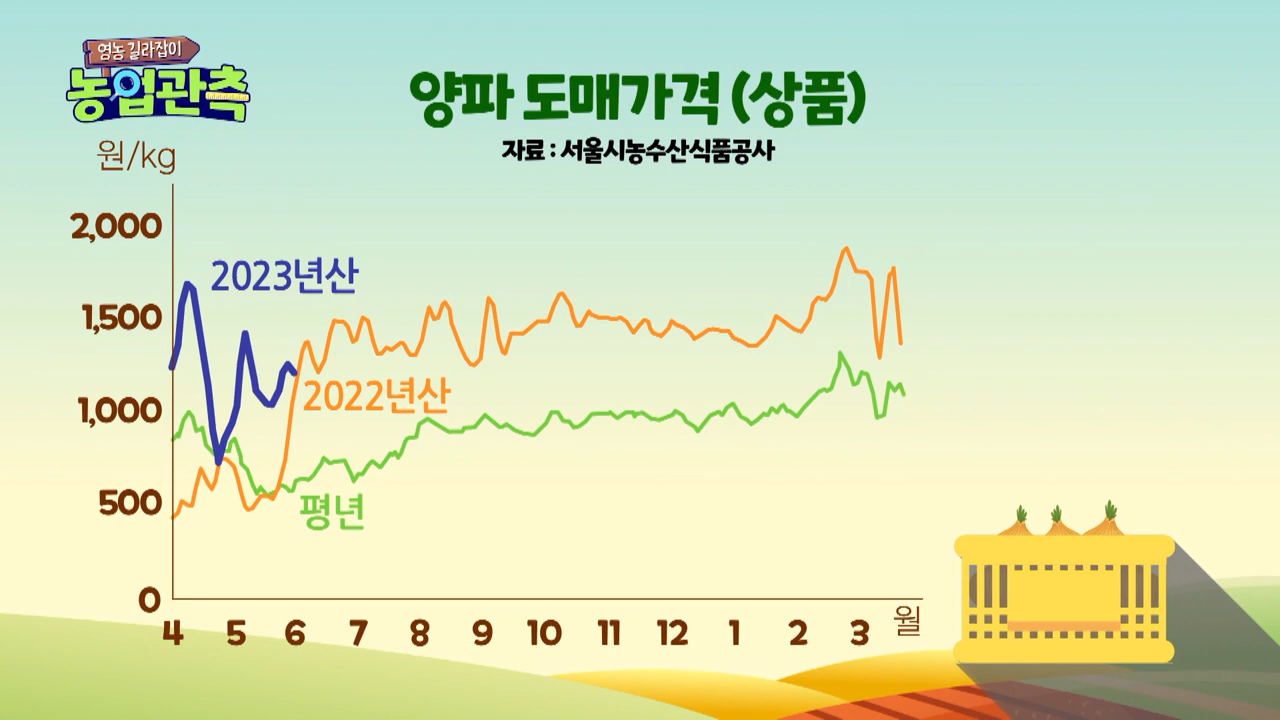 영농 길라잡이
농업관측
양파 도매가격 (상품)
자료 : 서울시농수산식품공사
원/kg
2,000
1,500
1,000
500
0
2023년산
2022년산
평년
4 5 6 7 8 9 10 11 12 1 2 3 월